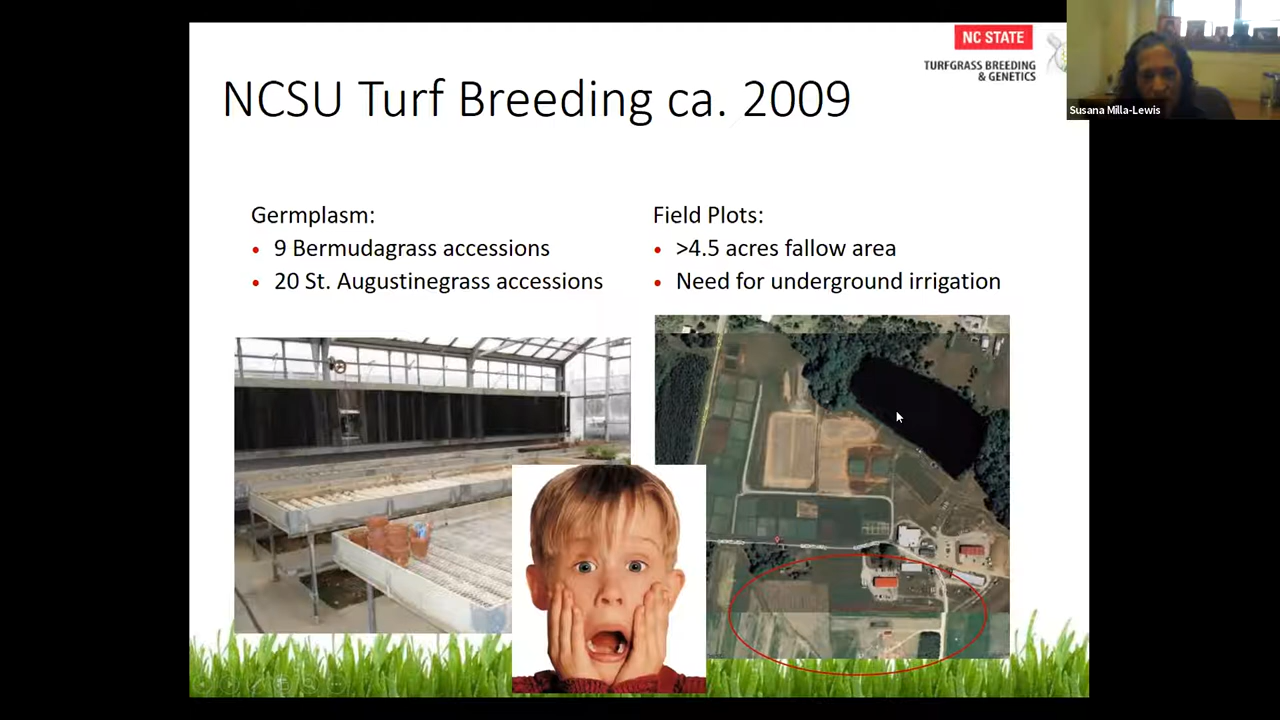 NC STATE
TURFGRASS BREEDING
& GENETICS
Susana Milla-Lewis
NCSU Turf Breeding ca. 2009
Germplasm:
• 9 Bermudagrass accessions
• 20 St. Augustinegrass accessions
Field Plots:
• >4.5 acres fallow area
• Need for underground irrigation